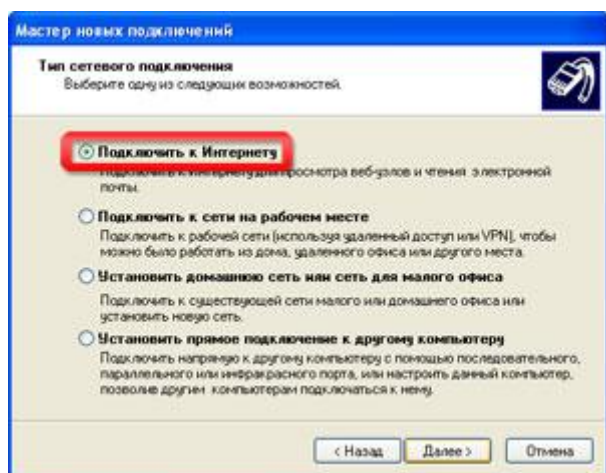 Мастер новых подключений
Тип сетевого подключения
Выберите одну из следующих возможностей.
Подключить к Интернету
Подключить к Интернету для просмотра веб-узлов и чтения электронной
почты.
Подключить к сети на рабочем месте
Подключить к рабочей сети (используя удаленный доступ или VPN), чтобы
можно было работать из дома, удаленного офиса или другого места.
Установить домашнюю сеть или сеть для малого офиса
Подключить к существующей сети малого или домашнего офиса или
установить новую сеть.
Установить прямое подключение к другому компьютеру
Подключить напрямую к другому компьютеру с помощью последовательного,
параллельного или инфракрасного порта, или настроить данный компьютер,
позволив другим компьютерам подключаться к нему.
< Назад Далее > Отмена